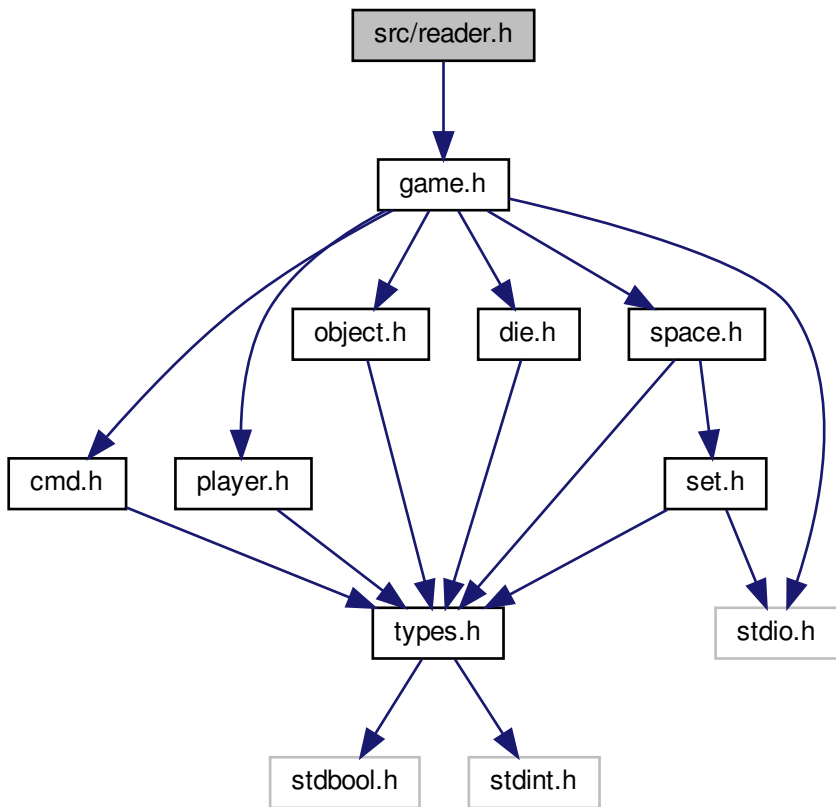 src/reader.h
game.h
object.h
die.h
space.h
cmd.h
player.h
set.h
types.h
stdio.h
stdbool.h
stdint.h